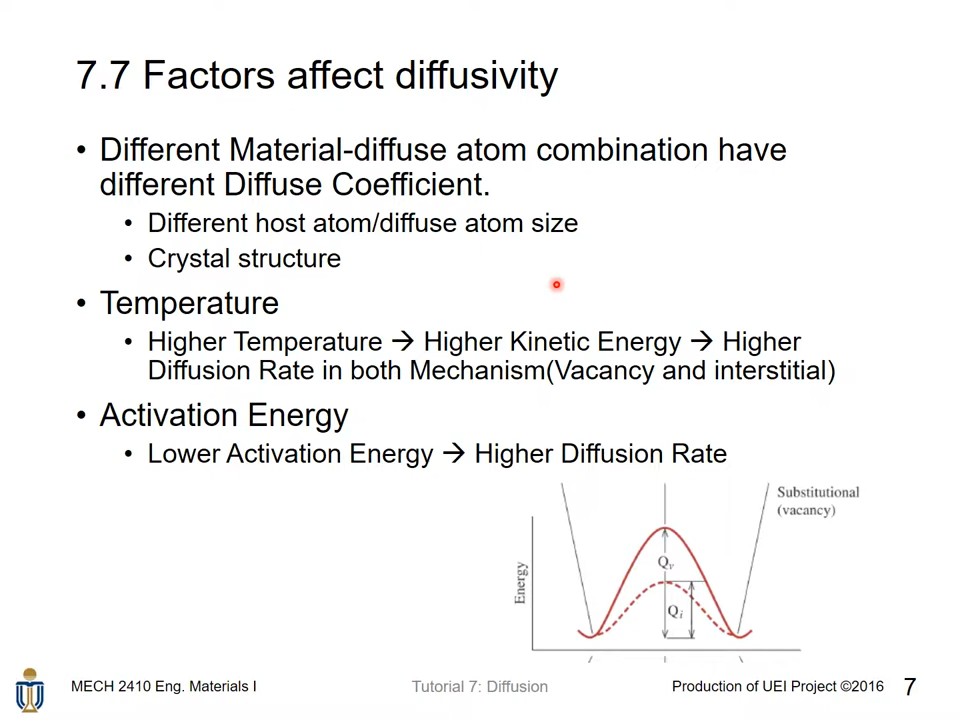 7.7 Factors affect diffusivity
• Different Material-diffuse atom combination have
different Diffuse Coefficient.
• Different host atom/diffuse atom size
• Crystal structure
• Temperature
• Higher Temperature → Higher Kinetic Energy → Higher
Diffusion Rate in both Mechanism(Vacancy and interstitial)
• Activation Energy
• Lower Activation Energy → Higher Diffusion Rate
Substitutional
(vacancy)
Energy
Qv
Qi
MECH 2410 Eng. Materials I
Tutorial 7: Diffusion
Production of UEI Project ©2016
7